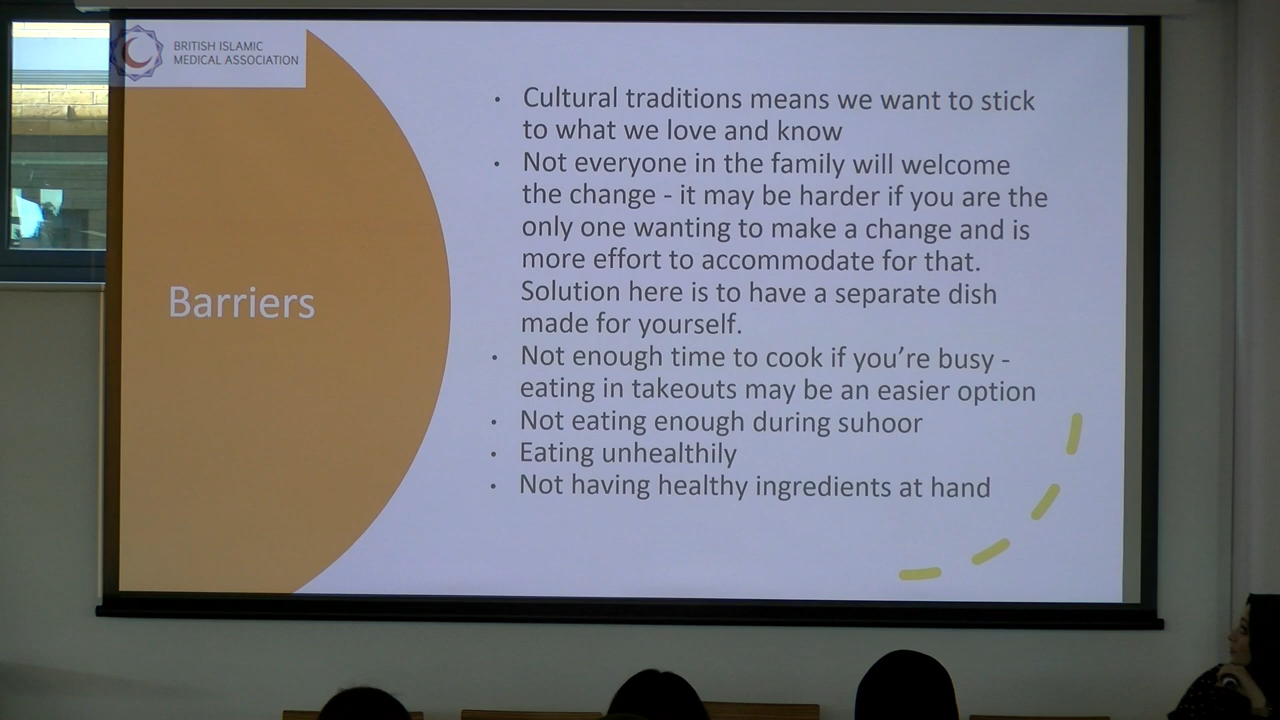 BRITISH ISLAMIC
MEDICAL ASSOCIATION
Barriers
• Cultural traditions means we want to stick
to what we love and know
• Not everyone in the family will welcome
the change - it may be harder if you are the
only one wanting to make a change and is
more effort to accommodate for that.
Solution here is to have a separate dish
made for yourself.
• Not enough time to cook if you’re busy -
eating in takeouts may be an easier option
• Not eating enough during suhoor
• Eating unhealthily
• Not having healthy ingredients at hand